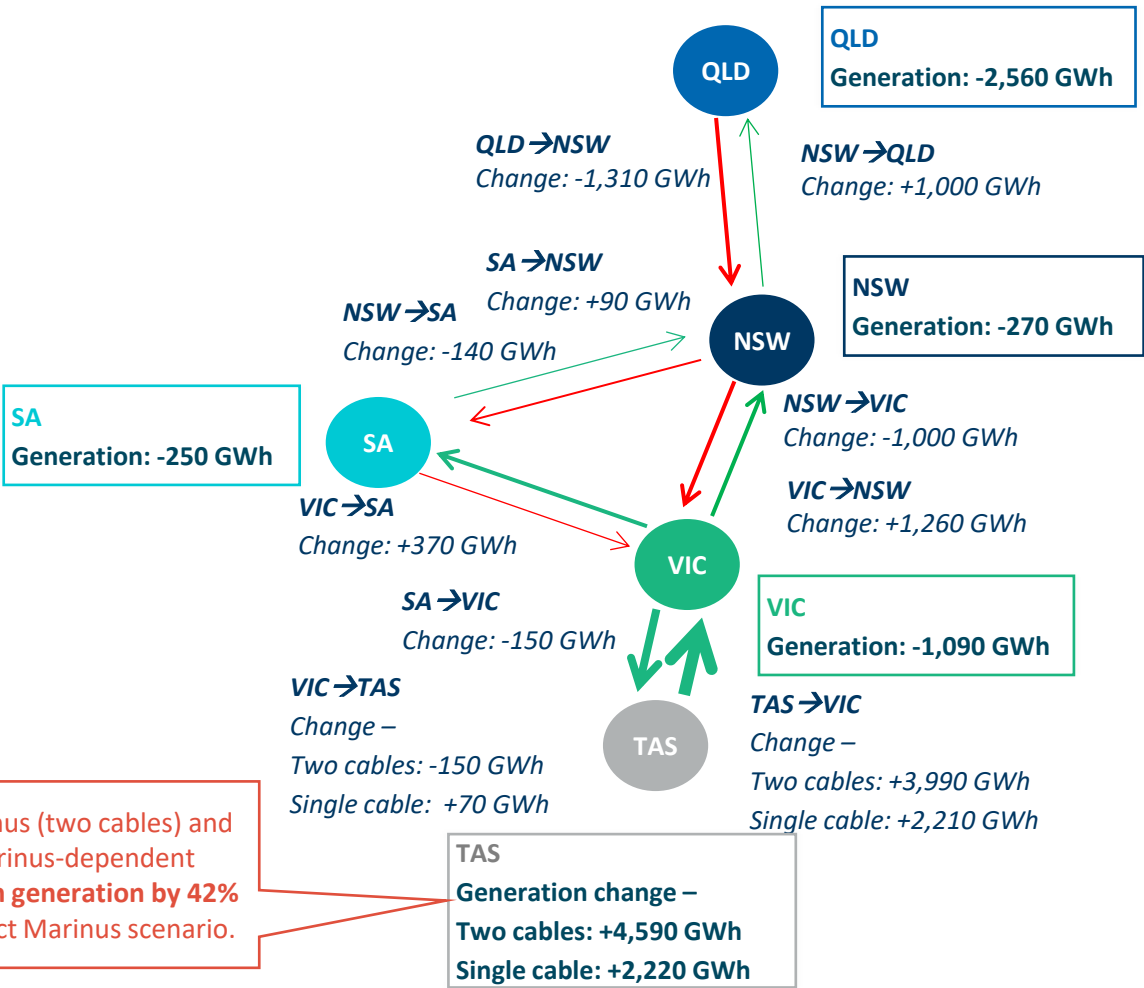 QLD
QLD
Generation: -2,560 GWh
QLD→NSW
Change: -1,310 GWh
NSW→QLD
Change: +1,000 GWh
SA→NSW
Change: +90 GWh
NSW→SA
Change: -140 GWh
NSW
NSW
Generation: -270 GWh
SA
Generation: -250 GWh
SA
NSW→VIC
Change: -1,000 GWh
VIC→NSW
Change: +1,260 GWh
VIC→SA
Change: +370 GWh
VIC
SA→VIC
Change: -150 GWh
VIC
Generation: -1,090 GWh
VIC→TAS
Change –
Two cables: -150 GWh
Single cable: +70 GWh
TAS
TAS→VIC
Change –
Two cables: +3,990 GWh
Single cable: +2,210 GWh
(two cables) and
-dependent
generation by 42%
Marinus scenario.
TAS
Generation change –
Two cables: +4,590 GWh
Single cable: +2,220 GWh